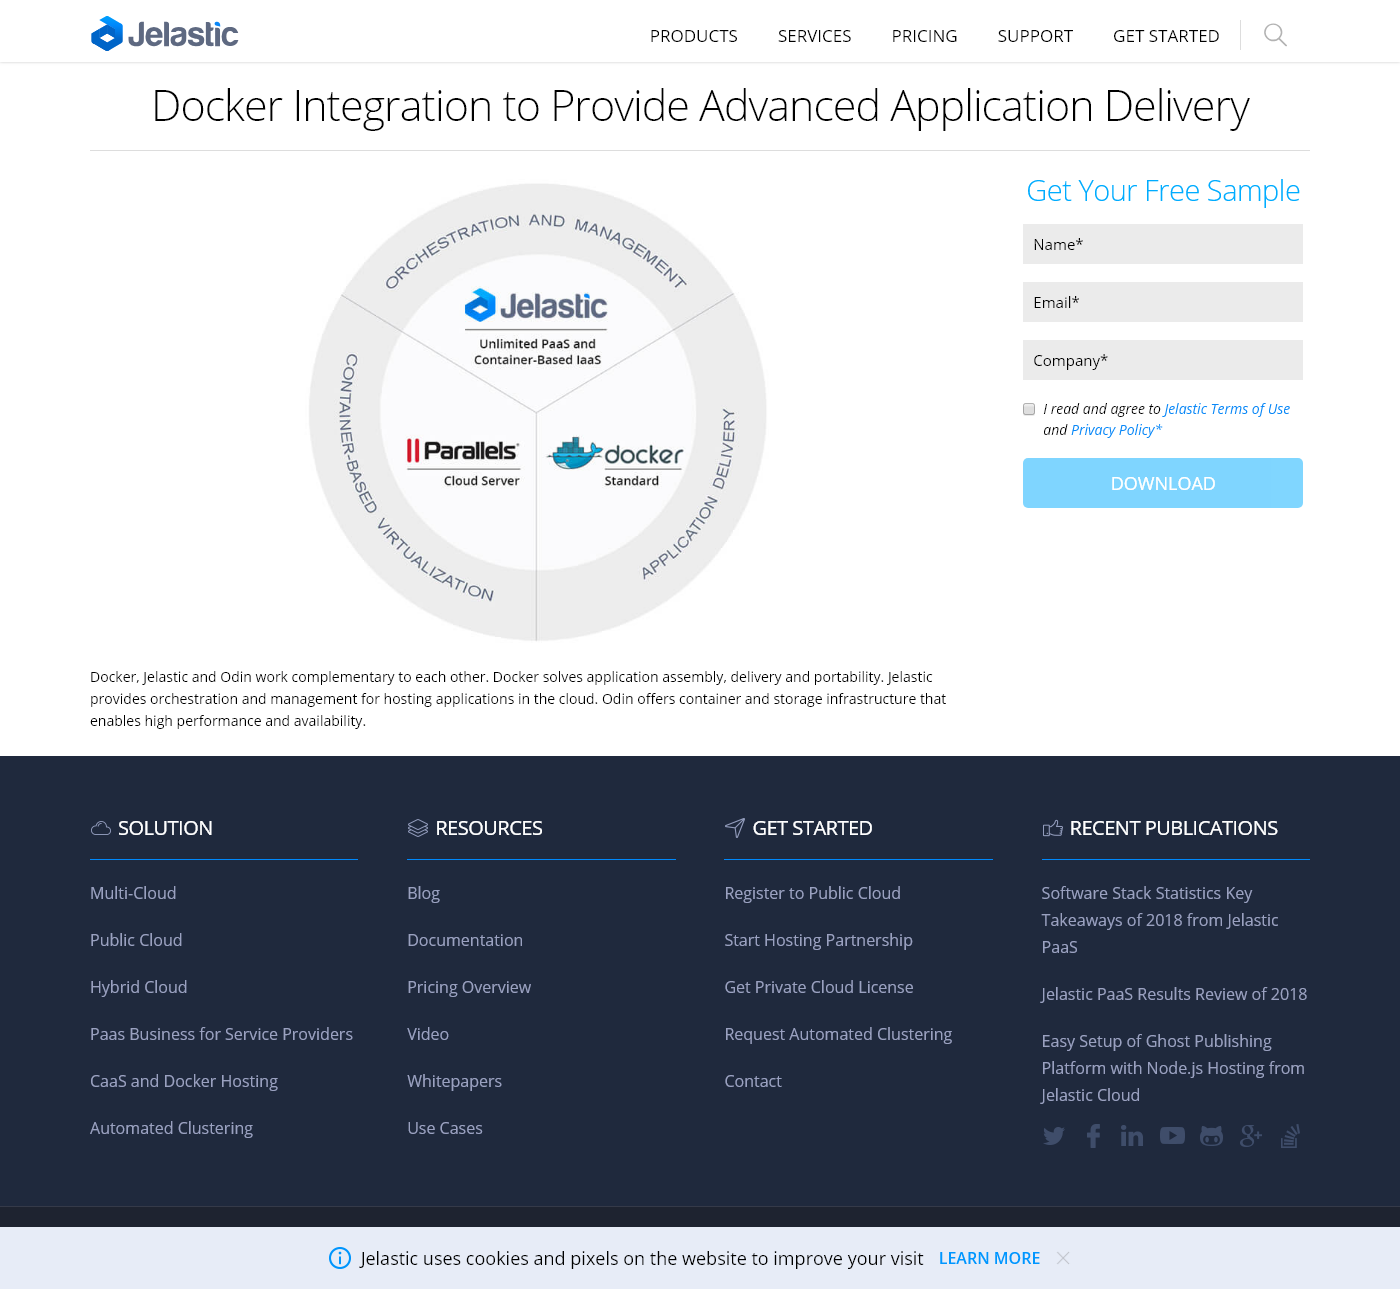 Jelastic
PRODUCTS
SERVICES
PRICING
SUPPORT
GET STARTED
Docker Integration to Provide Advanced Application Delivery
ORCHESTRATION AND MANAGEMENT
Jelastic
Unlimited PaaS and
Container-Based IaaS
CONTAINER-BASED VIRTUALIZATION
Parallels
Cloud Server
docker
Standard
APPLICATION DELIVERY
Docker, Jelastic and Odin work complementary to each other. Docker solves application assembly, delivery and portability. Jelastic
provides orchestration and management for hosting applications in the cloud. Odin offers container and storage infrastructure that
enables high performance and availability.
Get Your Free Sample
Name*
Email*
Company*
I read and agree to Jelastic Terms of Use
and Privacy Policy*
DOWNLOAD
SOLUTION
Multi-Cloud
Public Cloud
Hybrid Cloud
Paas Business for Service Providers
CaaS and Docker Hosting
Automated Clustering
RESOURCES
Blog
Documentation
Pricing Overview
Video
Whitepapers
Use Cases
GET STARTED
Register to Public Cloud
Start Hosting Partnership
Get Private Cloud License
Request Automated Clustering
Contact
RECENT PUBLICATIONS
Software Stack Statistics Key
Takeaways of 2018 from Jelastic
PaaS
Jelastic PaaS Results Review of 2018
Easy Setup of Ghost Publishing
Platform with Node.js Hosting from
Jelastic Cloud
Jelastic uses cookies and pixels on the website to improve your visit LEARN MORE